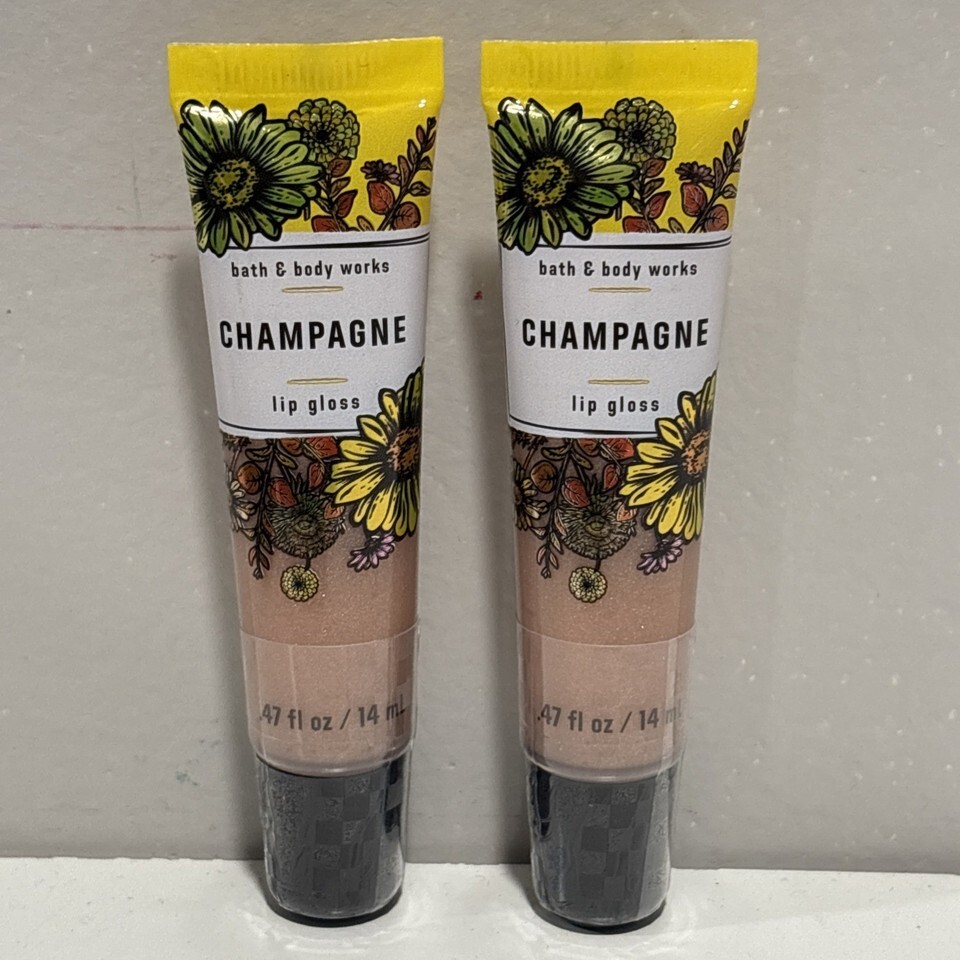 bath & body works
CHAMPAGNE
lip gloss
.47 fl oz / 14 mL
bath & body works
CHAMPAGNE
lip gloss
.47 fl oz / 14 m